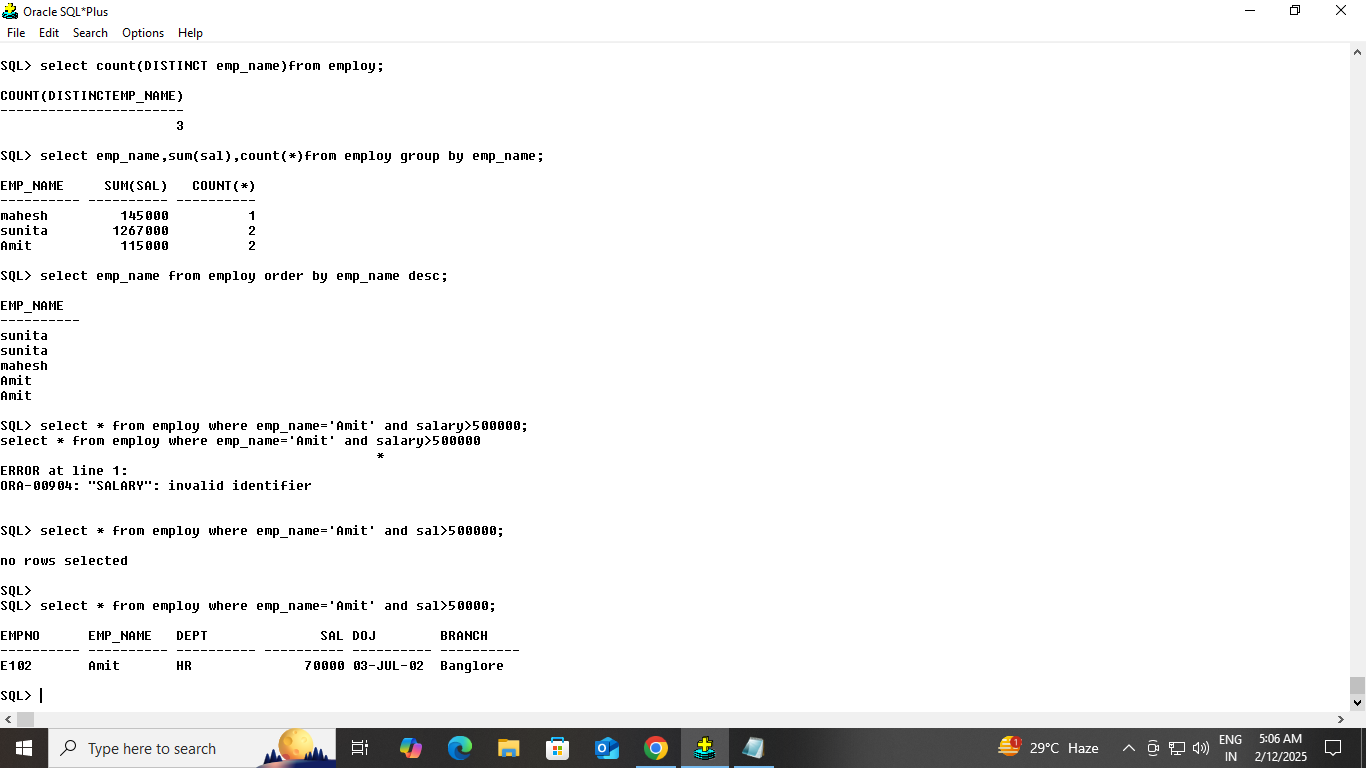 Oracle SQL*Plus
File Edit Search Options Help
SQL> select count(DISTINCT emp_name)from employ;
COUNT(DISTINCTEMP_NAME)
-----------------------
                      3
SQL> select emp_name,sum(sal),count(*)from employ group by emp_name;
EMP_NAME     SUM(SAL)   COUNT(*)
---------- ---------- ----------
mahesh         145000          1
sunita        1267000          2
Amit           115000          2
SQL> select emp_name from employ order by emp_name desc;
EMP_NAME
----------
sunita
sunita
mahesh
Amit
Amit
SQL> select * from employ where emp_name='Amit' and salary>500000;
select * from employ where emp_name='Amit' and salary>500000
                                               *
ERROR at line 1:
ORA-00904: "SALARY": invalid identifier
SQL> select * from employ where emp_name='Amit' and sal>500000;
no rows selected
SQL>
SQL> select * from employ where emp_name='Amit' and sal>50000;
EMPNO      EMP_NAME   DEPT              SAL DOJ        BRANCH
---------- ---------- ---------- ---------- ---------- ----------
E102       Amit       HR              70000 03-JUL-02  Banglore
SQL>
Type here to search
1
29°C Haze
ENG
IN
5:06 AM
2/12/2025